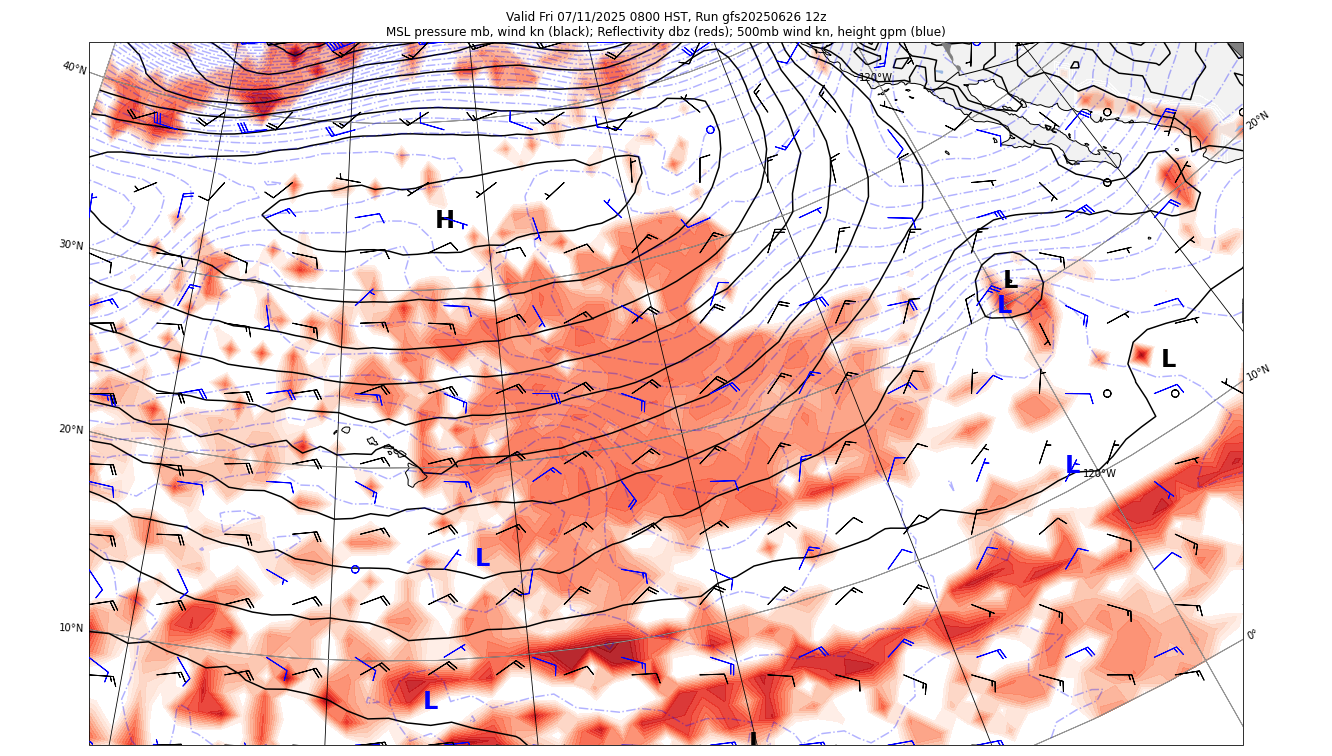 Valid Fri 07/11/2025 0800 HST, Run gfs20250626 12z
MSL pressure mb, wind kn (black); Reflectivity dbz (reds); 500mb wind kn, height gpm (blue)
40°N
120°W
20°N
H
30°N
L
L
L
10°N
20°N
L
120°W
L
10°N
0°
L
L